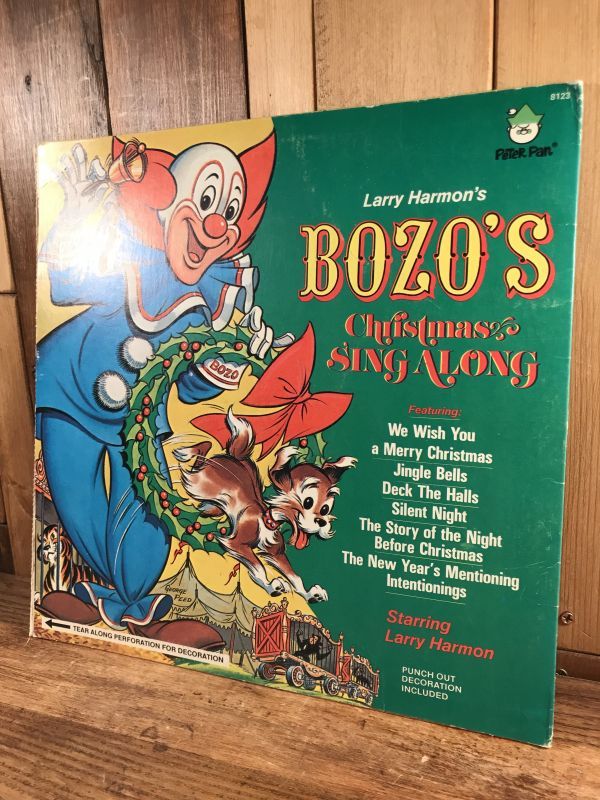 8123
PETER PAN®
Larry Harmon's
BOZO'S
Christmas
SING ALONG
Featuring:
We Wish You
a Merry Christmas
Jingle Bells
Deck The Halls
Silent Night
The Story of the Night
Before Christmas
The New Year's Mentioning
Intentionings
Starring
Larry Harmon
PUNCH OUT
DECORATION
INCLUDED
BOZO
GEORGE
PEED
TEAR ALONG PERFORATION FOR DECORATION